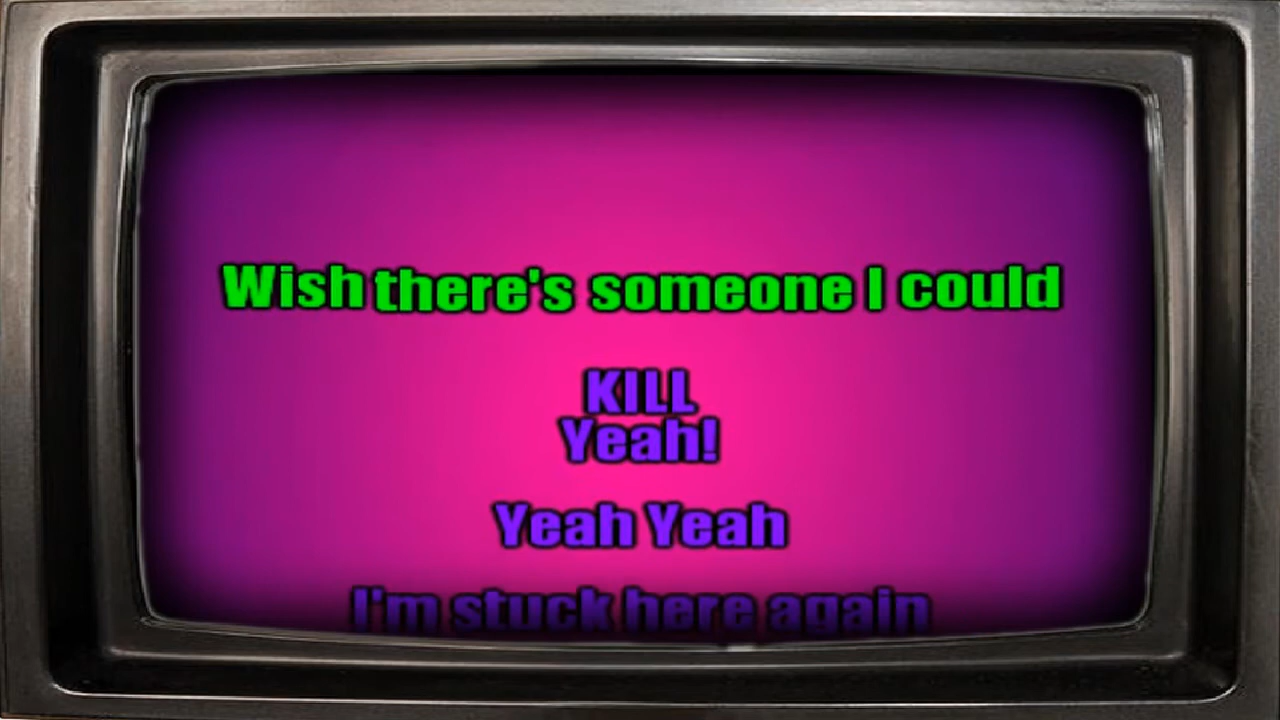 Wish there's someone I could
KILL
Yeah!
Yeah Yeah
I'm stuck here again